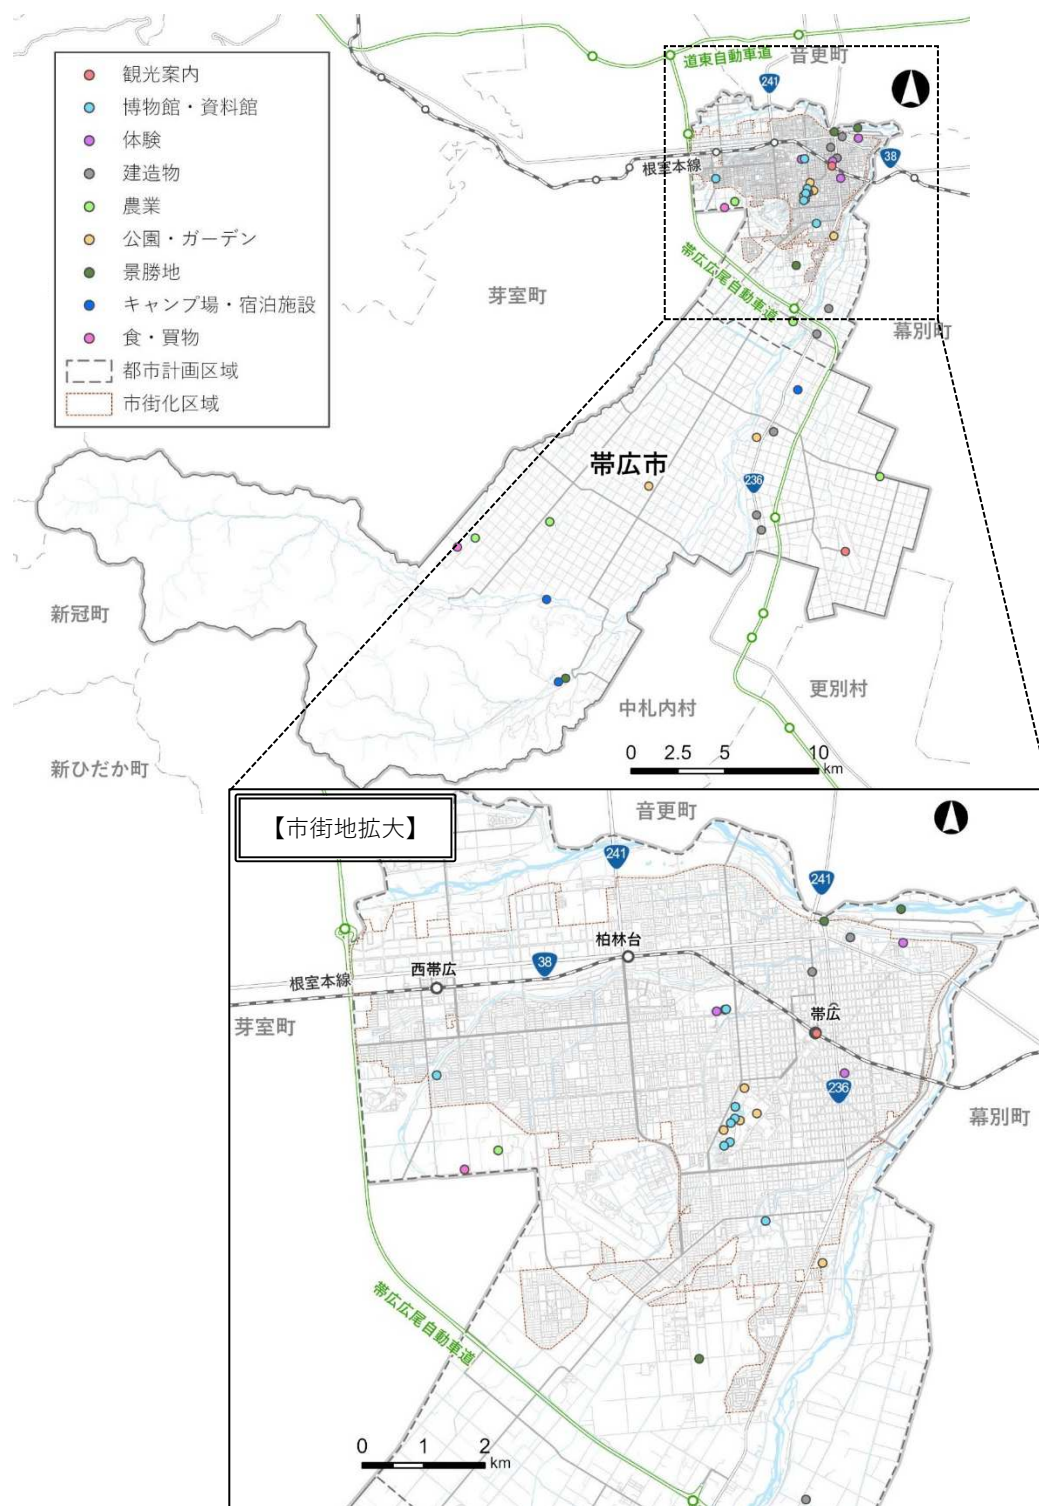 観光案内
博物館・資料館
体験
建造物
農業
公園・ガーデン
景勝地
キャンプ場・宿泊施設
食・買物
都市計画区域
市街化区域
道東自動車道
音更町
241
38
根室本線
帯広広尾自動車道
芽室町
幕別町
帯広市
236
新冠町
中札内村
更別村
新ひだか町
0 2.5 5 10
km
【市街地拡大】
音更町
241
241
柏林台
西帯広
38
根室本線
帯広
芽室町
236
幕別町
帯広広尾自動車道
0 1 2
km